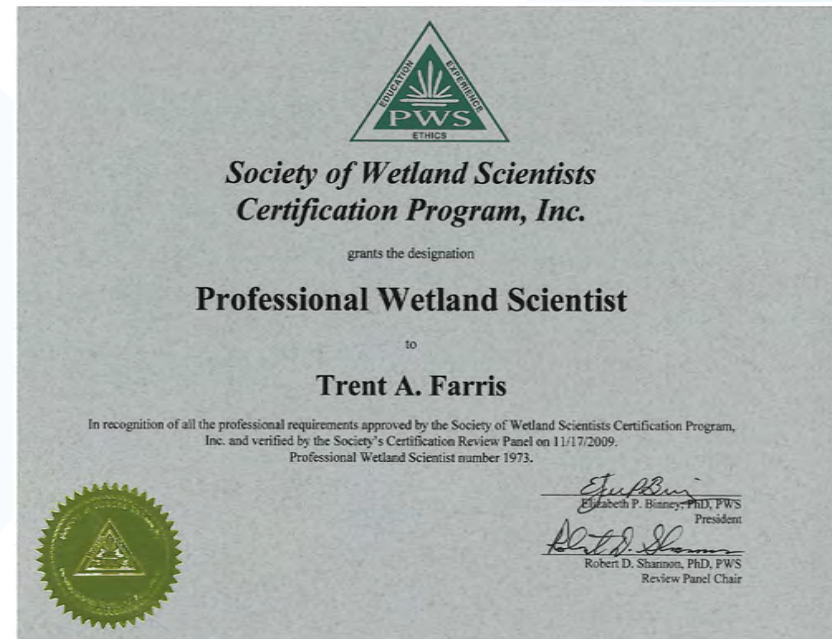 EDUCATION
EXPERIENCE
PWS
ETHICS
Society of Wetland Scientists
Certification Program, Inc.
grants the designation
Professional Wetland Scientist
to
Trent A. Farris
In recognition of all the professional requirements approved by the Society of Wetland Scientists Certification Program,
Inc. and verified by the Society's Certification Review Panel on 11/17/2009.
Professional Wetland Scientist number 1973.
Elizabeth P. Binney, PhD, PWS
President
Robert D. Shannon, PhD, PWS
Review Panel Chair